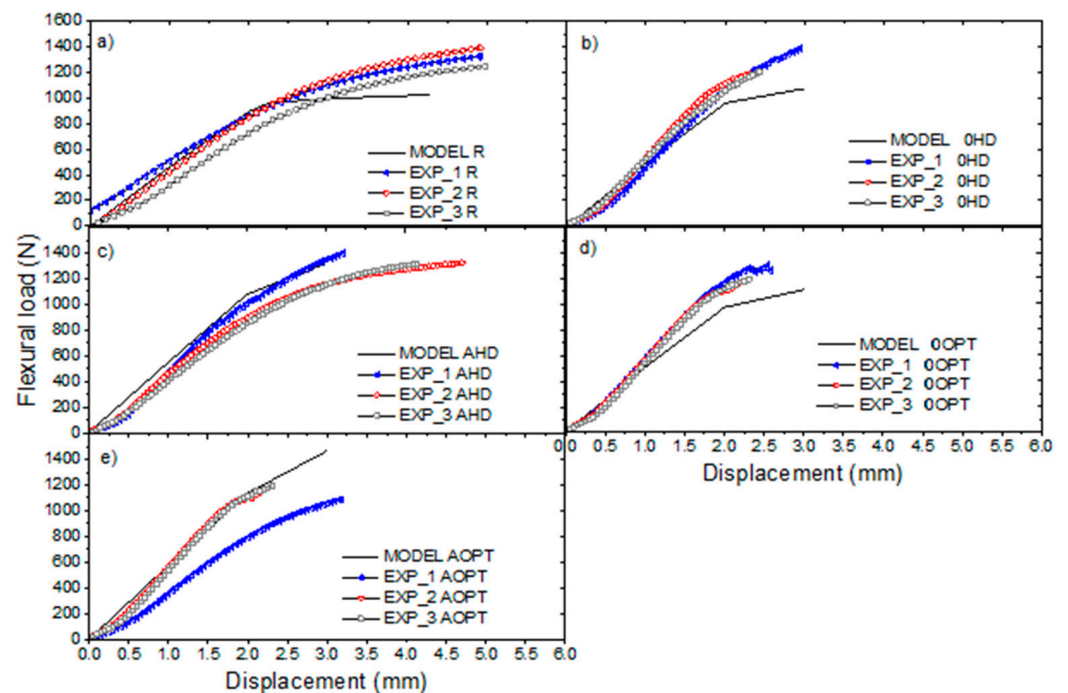 Flexural load (N)
a)
1600
1400
1200
1000
800
600
400
200
0
MODEL R
EXP_1 R
EXP_2 R
EXP_3 R
b)
MODEL 0HD
EXP_1 0HD
EXP_2 0HD
EXP_3 0HD
c)
1400
1200
1000
800
600
400
200
0
MODEL AHD
EXP_1 AHD
EXP_2 AHD
EXP_3 AHD
d)
MODEL 0OPT
EXP_1 0OPT
EXP_2 0OPT
EXP_3 0OPT
0.0 0.5 1.0 1.5 2.0 2.5 3.0 3.5 4.0 4.5 5.0 5.5 6.0
Displacement (mm)
e)
1400
1200
1000
800
600
400
200
0
MODEL AOPT
EXP_1 AOPT
EXP_2 AOPT
EXP_3 AOPT
0.0 0.5 1.0 1.5 2.0 2.5 3.0 3.5 4.0 4.5 5.0 5.5 6.0
Displacement (mm)